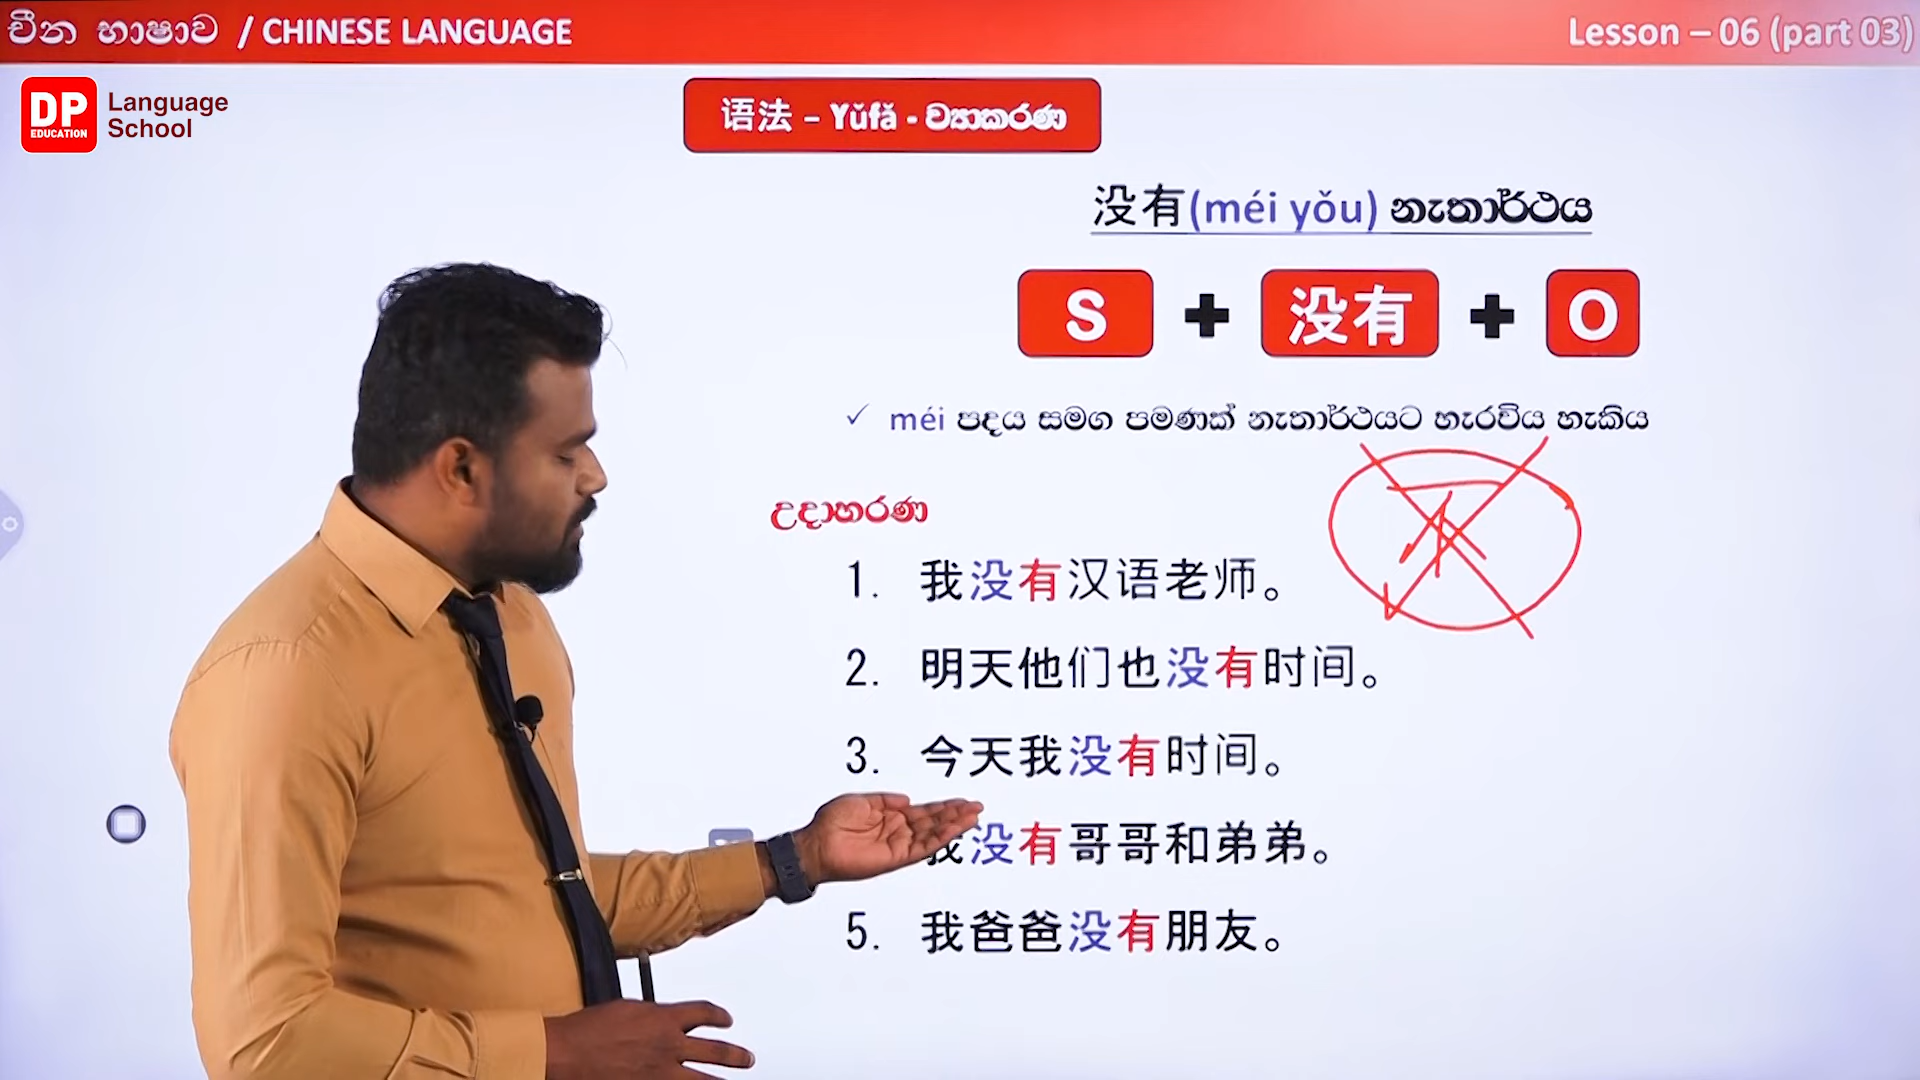 චීන භාෂාව / CHINESE LANGUAGE
Lesson – 06 (part 03)
DP
EDUCATION
Language
School
语法 – Yŭfă - ව්‍යාකරණ
没有(méi yǒu) නැතාර්ථය
S + 没有 + O
✓ méi පදය සමග පමණක් නැතාර්ථයට හැරවිය හැකිය
උදාහරණ
不
1. 我没有汉语老师。
2. 明天他们也没有时间。
3. 今天我没有时间。
我没有哥哥和弟弟。
5. 我爸爸没有朋友。